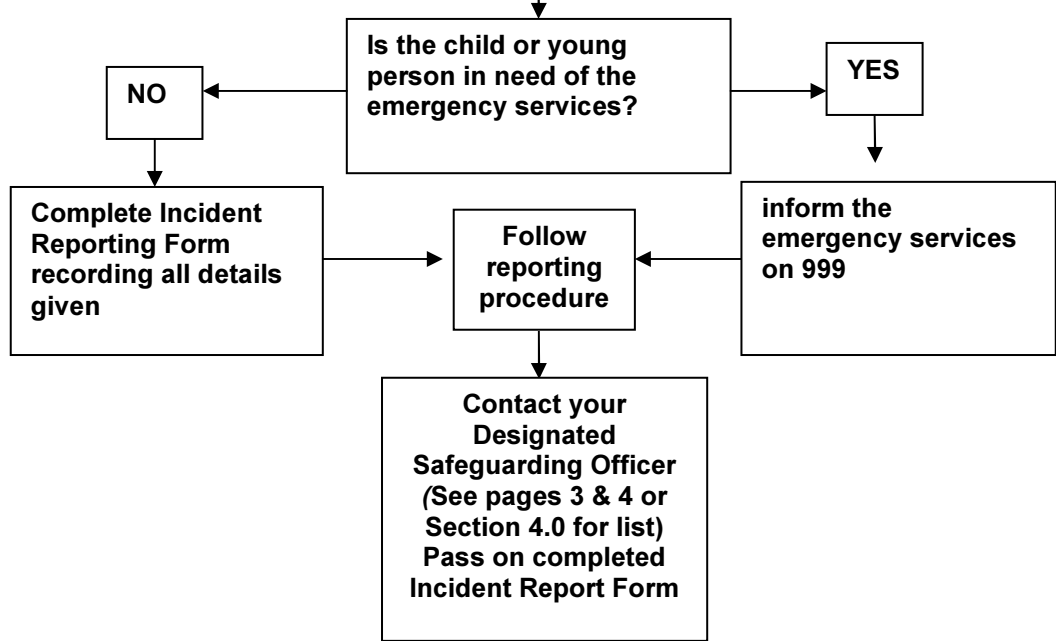 Is the child or young
person in need of the
emergency services?
NO
YES
Complete Incident
Reporting Form
recording all details
given
Follow
reporting
procedure
inform the
emergency services
on 999
Contact your
Designated
Safeguarding Officer
(See pages 3 & 4 or
Section 4.0 for list)
Pass on completed
Incident Report Form